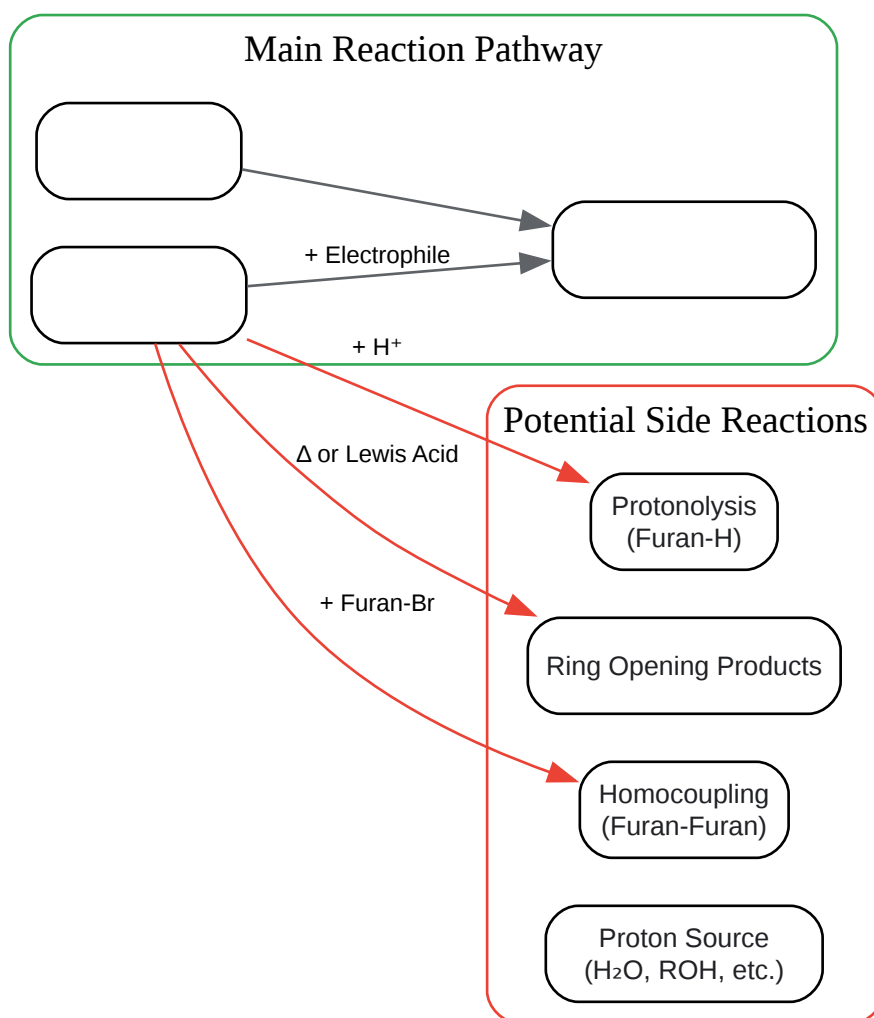 Main Reaction Pathway
+ Electrophile
+ H⁺
Potential Side Reactions
Δ or Lewis Acid
Protonolysis
(Furan-H)
+ Furan-Br
Ring Opening Products
Homocoupling
(Furan-Furan)
Proton Source
(H₂O, ROH, etc.)